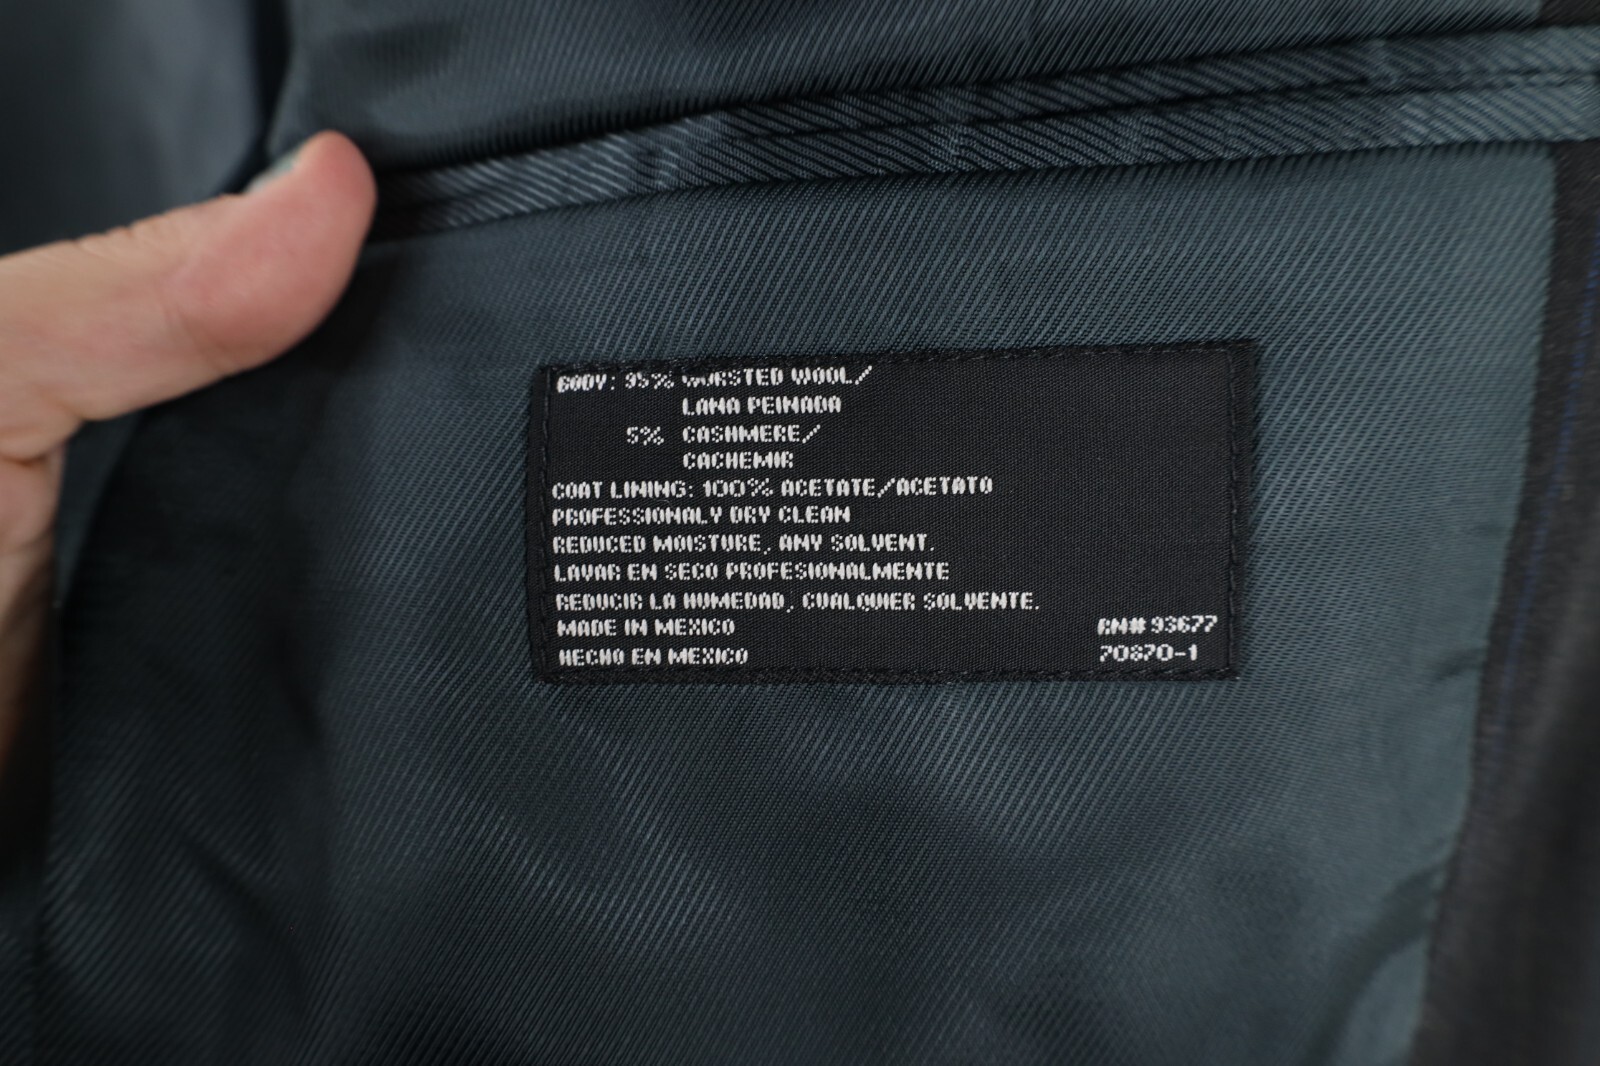 BODY: 95% WORSTED WOOL/
LANA PEINADA
5% CASHMERE/
CACHEMIR
COAT LINING: 100% ACETATE/ACETATO
PROFESSIONALY DRY CLEAN
REDUCED MOISTURE, ANY SOLVENT.
LAVAR EN SECO PROFESIONALMENTE
REDUCIR LA HUMEDAD, CUALQUIER SOLVENTE.
MADE IN MEXICO RN# 93677
HECHO EN MEXICO 70870-1